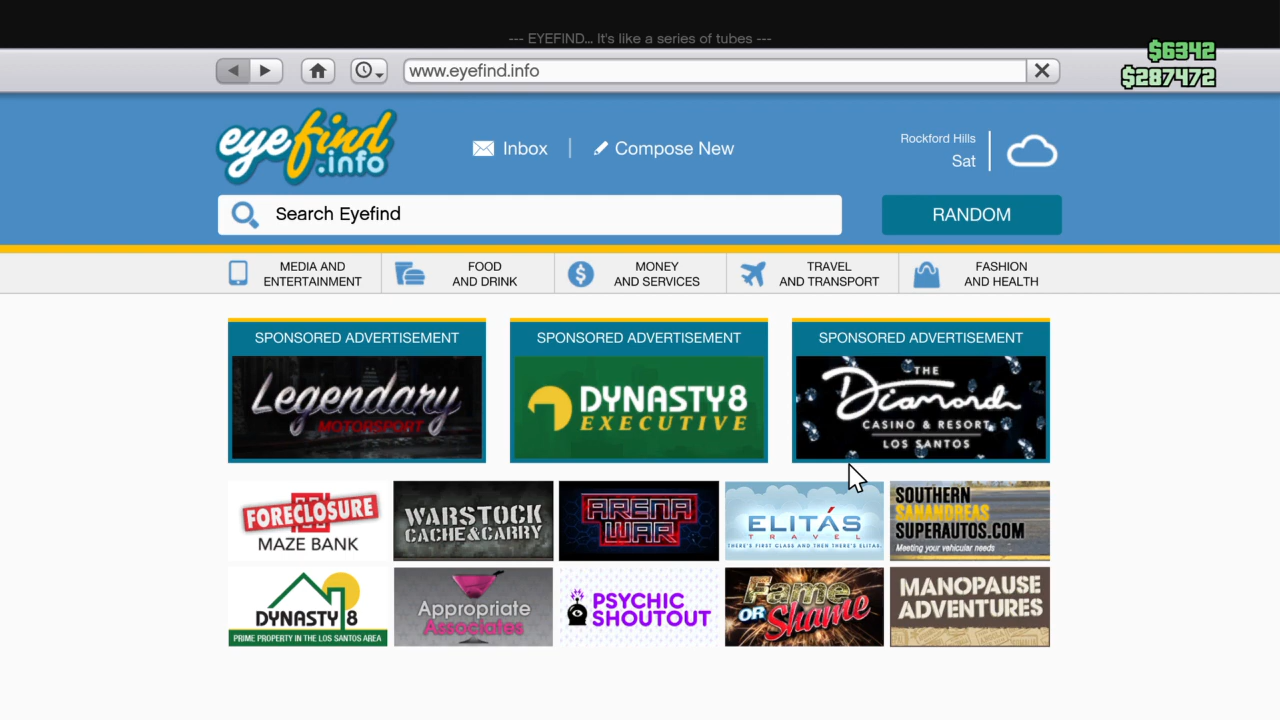 --- EYEFIND... It's like a series of tubes ---
$6342
$287472
www.eyefind.info
eyefind
.info
Inbox
Compose New
Rockford Hills
Sat
Search Eyefind
RANDOM
MEDIA AND
ENTERTAINMENT
FOOD
AND DRINK
MONEY
AND SERVICES
TRAVEL
AND TRANSPORT
FASHION
AND HEALTH
SPONSORED ADVERTISEMENT
Legendary
MOTORSPORT
SPONSORED ADVERTISEMENT
DYNASTY8
EXECUTIVE
SPONSORED ADVERTISEMENT
THE
Diamond
CASINO & RESORT
LOS SANTOS
FORECLOSURE
MAZE BANK
WARSTOCK
CACHE&CARRY
ARENA
WAR
ELITÁS
TRAVEL
THERE'S FIRST CLASS AND THEN THERE'S ELITAS.
SOUTHERN
SANANDREAS
SUPERAUTOS.COM
Meeting your vehicular needs
DYNASTY 8
PRIME PROPERTY IN THE LOS SANTOS AREA
Appropriate
Associates
PSYCHIC
SHOUTOUT
Fame
OR Shame
MANOPAUSE
ADVENTURES